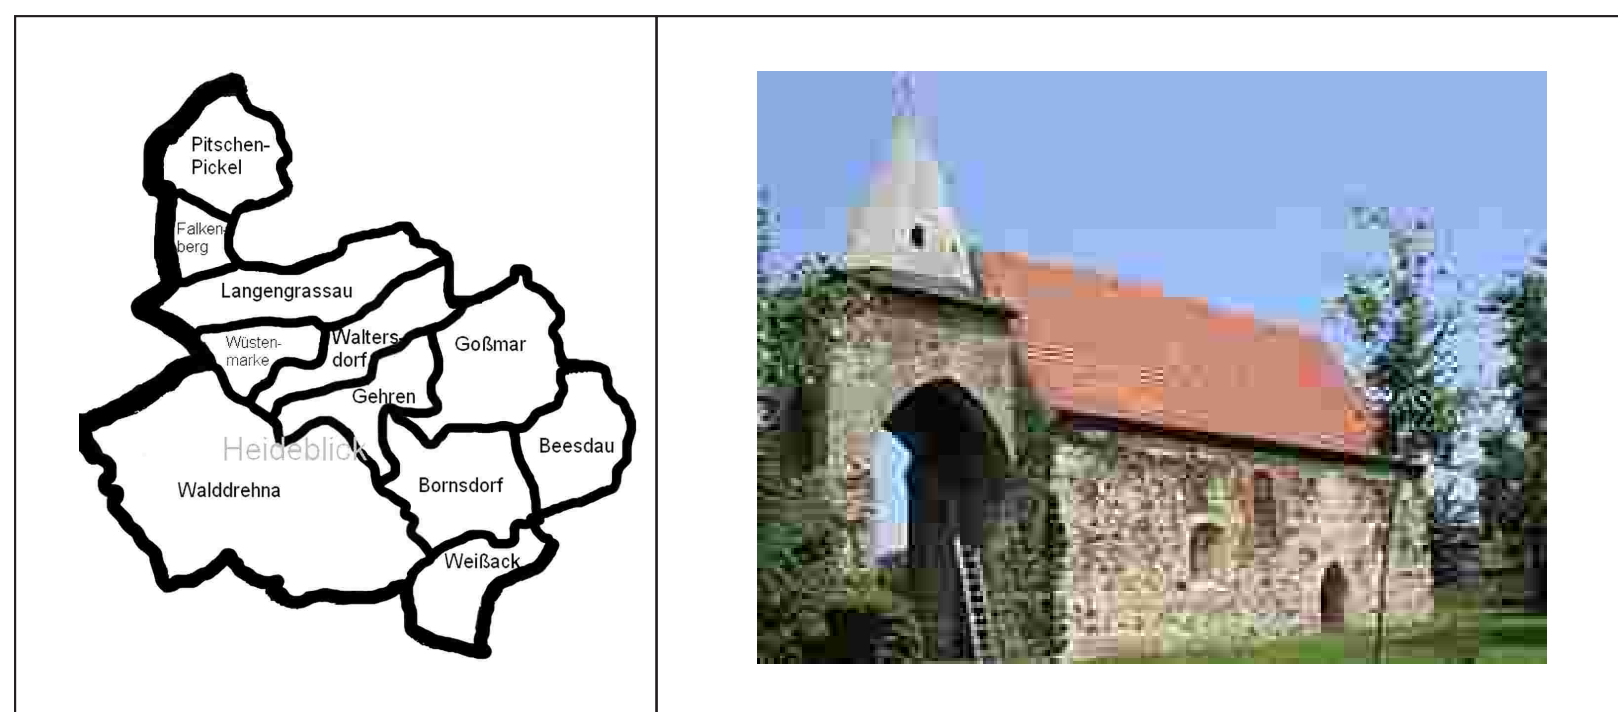 Pitschen-
Pickel
Falken-
berg
Langengrassau
Wüsten-
marke
Walters-
dorf
Goßmar
Gehren
Heideblick
Beesdau
Walddrehna
Bornsdorf
Weißack